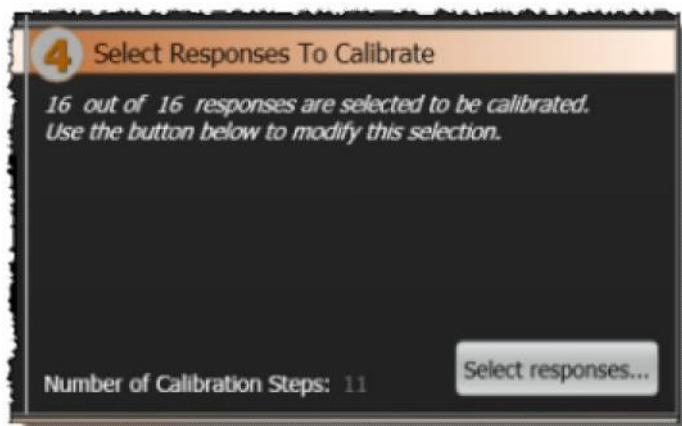 4 Select Responses To Calibrate
16 out of 16 responses are selected to be calibrated.
Use the button below to modify this selection.
Select responses...
Number of Calibration Steps: 11